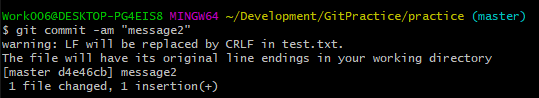 Work006@DESKTOP-PG4EIS8 MINGW64 ~/Development/GitPractice/practice (master)
$ git commit -am "message2"
warning: LF will be replaced by CRLF in test.txt.
The file will have its original line endings in your working directory
[master d4e46cb] message2
 1 file changed, 1 insertion(+)